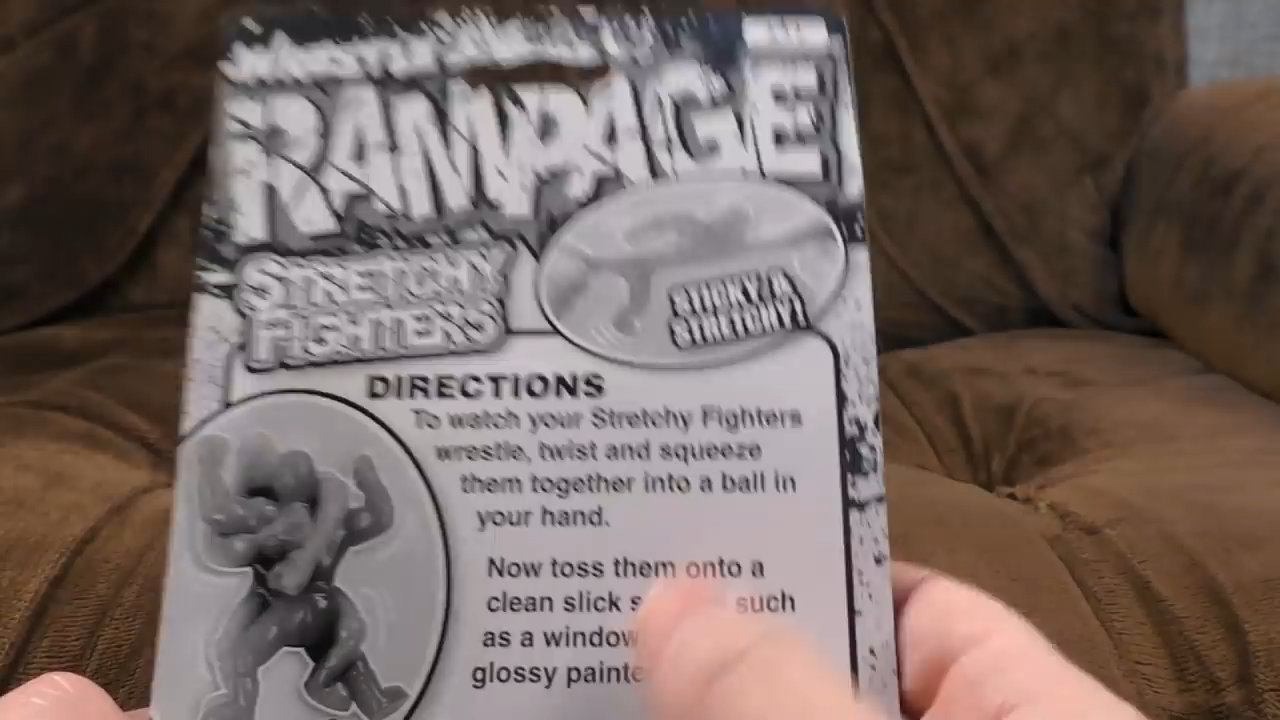 RAMPAGE
STRETCHY
FIGHTERS
STICKY &
STRETCHY!
DIRECTIONS
To watch your Stretchy Fighters
wrestle, twist and squeeze
them together into a ball in
your hand.
Now toss them onto a
clean slick such
as a window
glossy